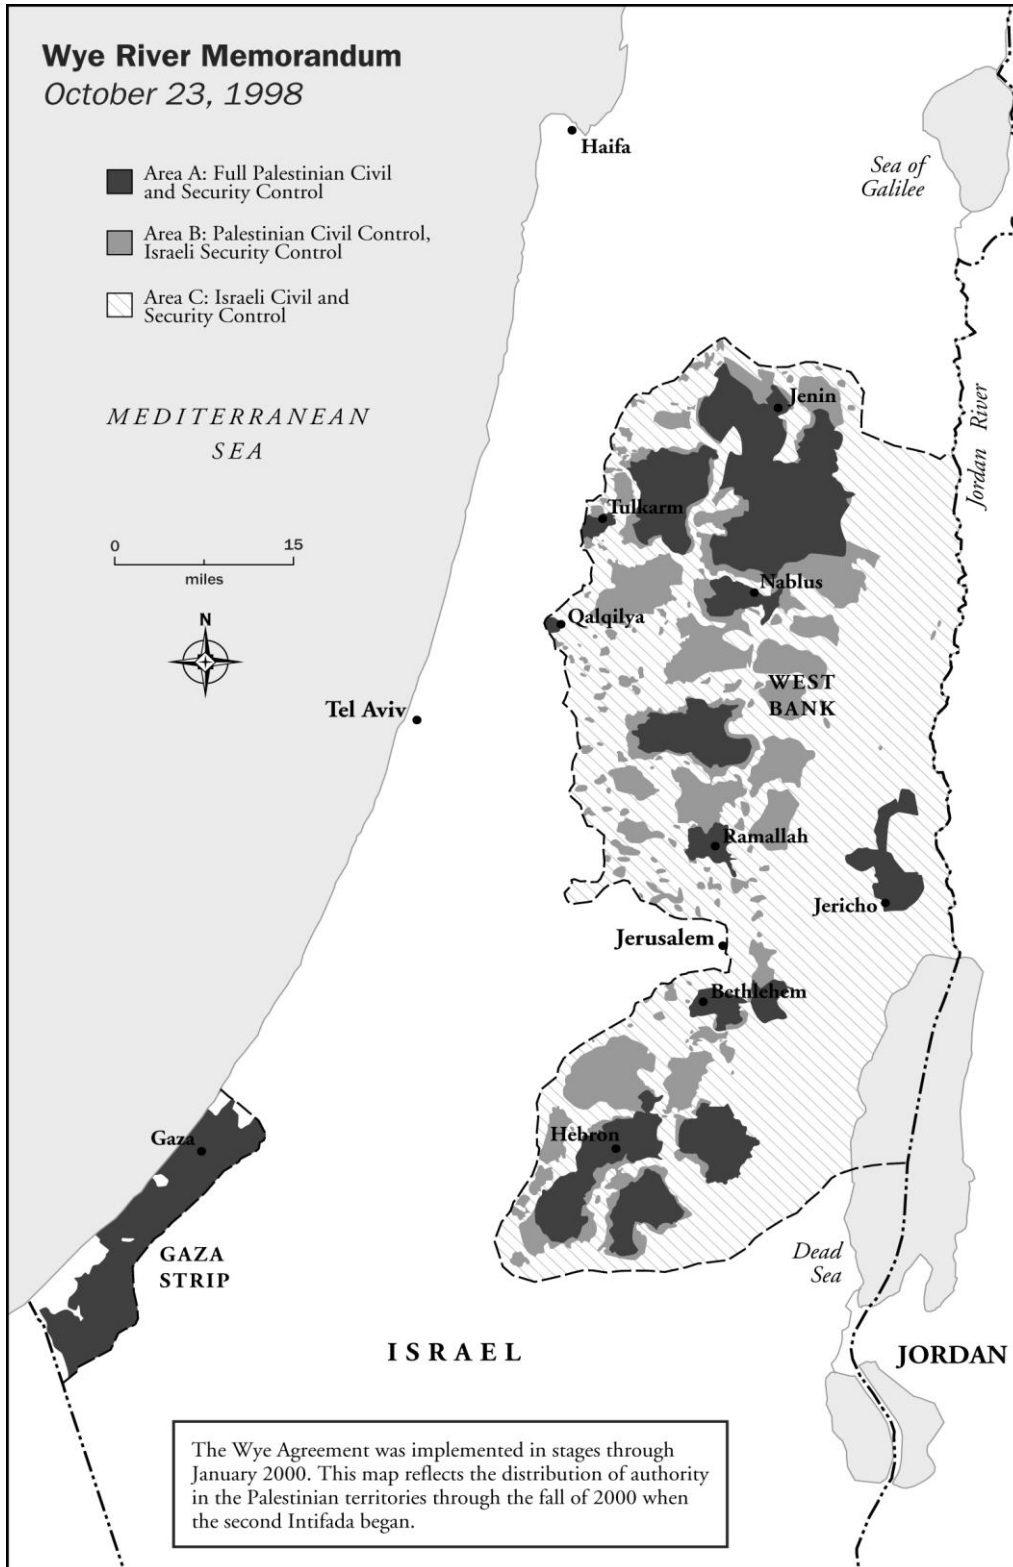 Wye River Memorandum
October 23, 1998
Area A: Full Palestinian Civil
and Security Control
Area B: Palestinian Civil Control,
Israeli Security Control
Area C: Israeli Civil and
Security Control
Haifa
Sea of
Galilee
MEDITERRANEAN
SEA
Jordan River
Jenin
Tulkarm
0 15
miles
N
Nablus
Qalqilya
WEST
BANK
Tel Aviv
Ramallah
Jericho
Jerusalem
Bethlehem
Gaza
Hebron
GAZA
STRIP
Dead
Sea
ISRAEL
JORDAN
The Wye Agreement was implemented in stages through
January 2000. This map reflects the distribution of authority
in the Palestinian territories through the fall of 2000 when
the second Intifada began.